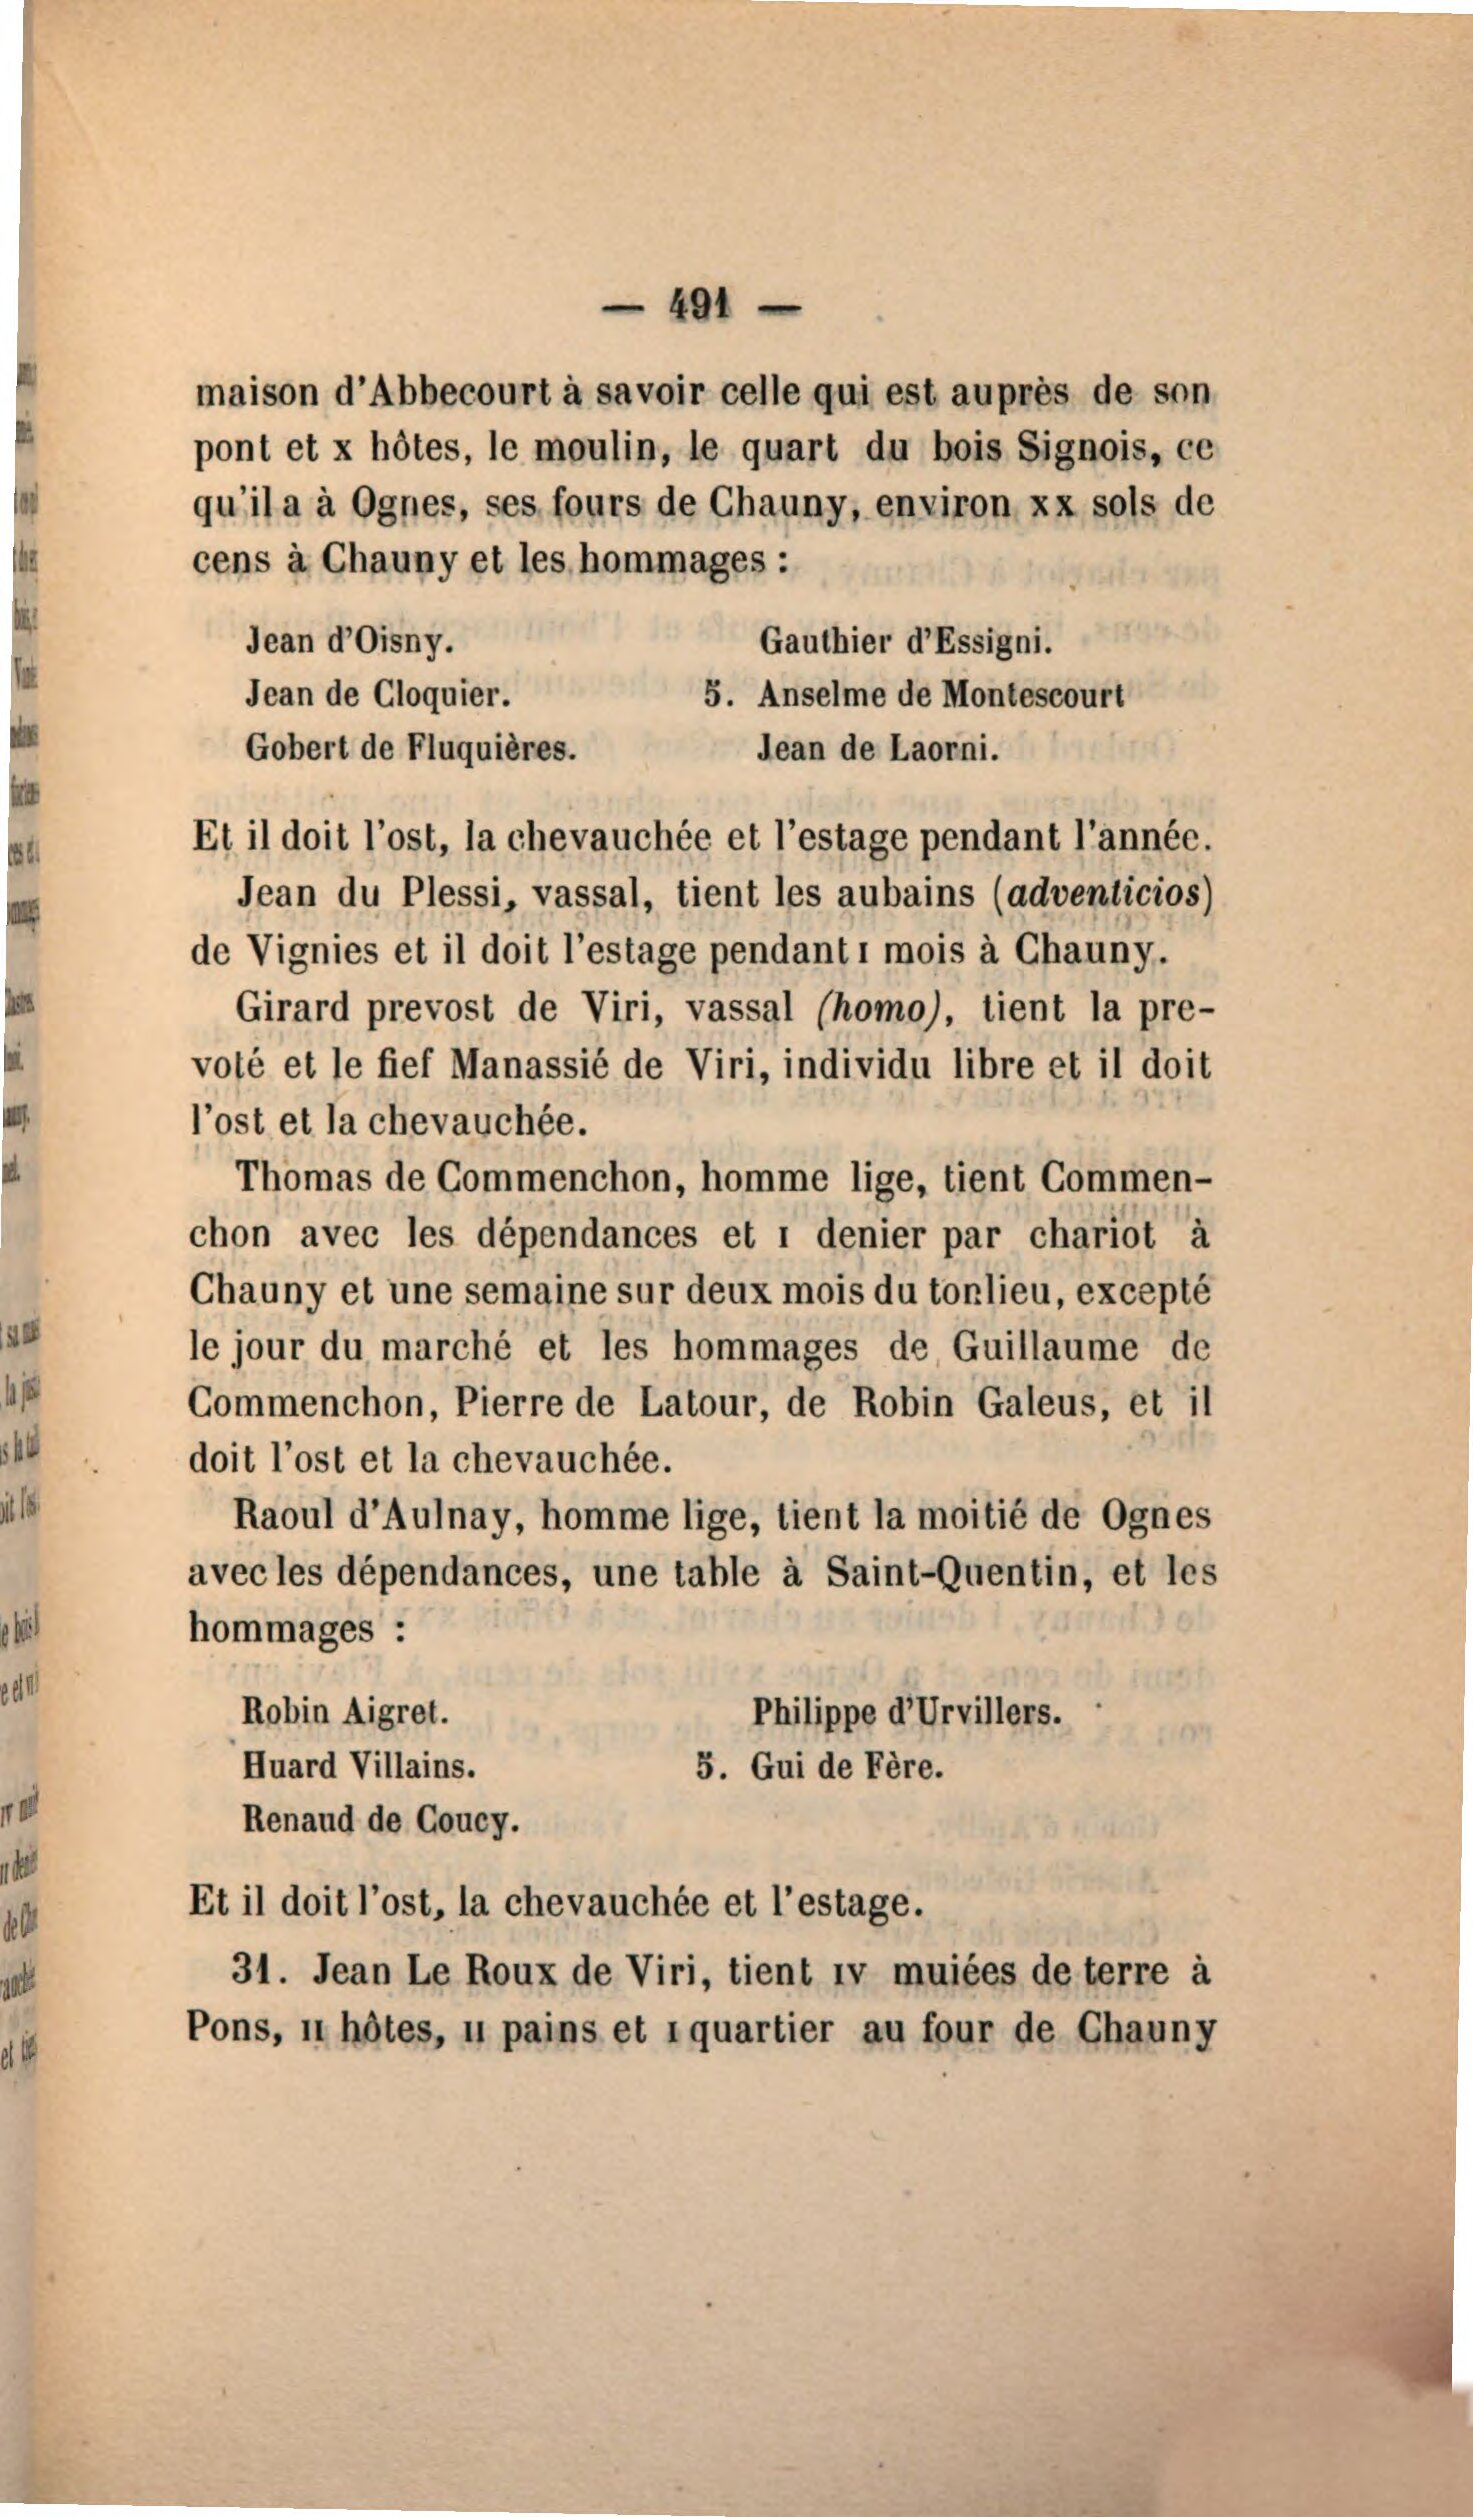 — 491 —
maison d'Abbecourt à savoir celle qui est auprès de son
pont et x hôtes, le moulin, le quart du bois Signois, ce
qu'il a à Ognes, ses fours de Chauny, environ xx sols de
cens à Chauny et les hommages :
Jean d'Oisny.
Jean de Cloquier.
Gobert de Fluquières.
Gauthier d'Essigni.
5. Anselme de Montescourt
Jean de Laorni.
Et il doit l'ost, la chevauchée et l'estage pendant l'année.
Jean du Plessi, vassal, tient les aubains (adventicios)
de Vignies et il doit l'estage pendant I mois à Chauny.
Girard prevost de Viri, vassal (homo), tient la pre-
voté et le fief Manassié de Viri, individu libre et il doit
l'ost et la chevauchée.
Thomas de Commenchon, homme lige, tient Commen-
chon avec les dépendances et I denier par chariot à
Chauny et une semaine sur deux mois du tonlieu, excepté
le jour du marché et les hommages de Guillaume de
Commenchon, Pierre de Latour, de Robin Galeus, et il
doit l'ost et la chevauchée.
Raoul d'Aulnay, homme lige, tient la moitié de Ognes
avec les dépendances, une table à Saint-Quentin, et les
hommages :
Robin Aigret.
Huard Villains.
Renaud de Coucy.
Philippe d'Urvillers.
5. Gui de Fère.
Et il doit l'ost, la chevauchée et l'estage.
31. Jean Le Roux de Viri, tient IV muiées de terre à
Pons, II hôtes, II pains et I quartier au four de Chauny